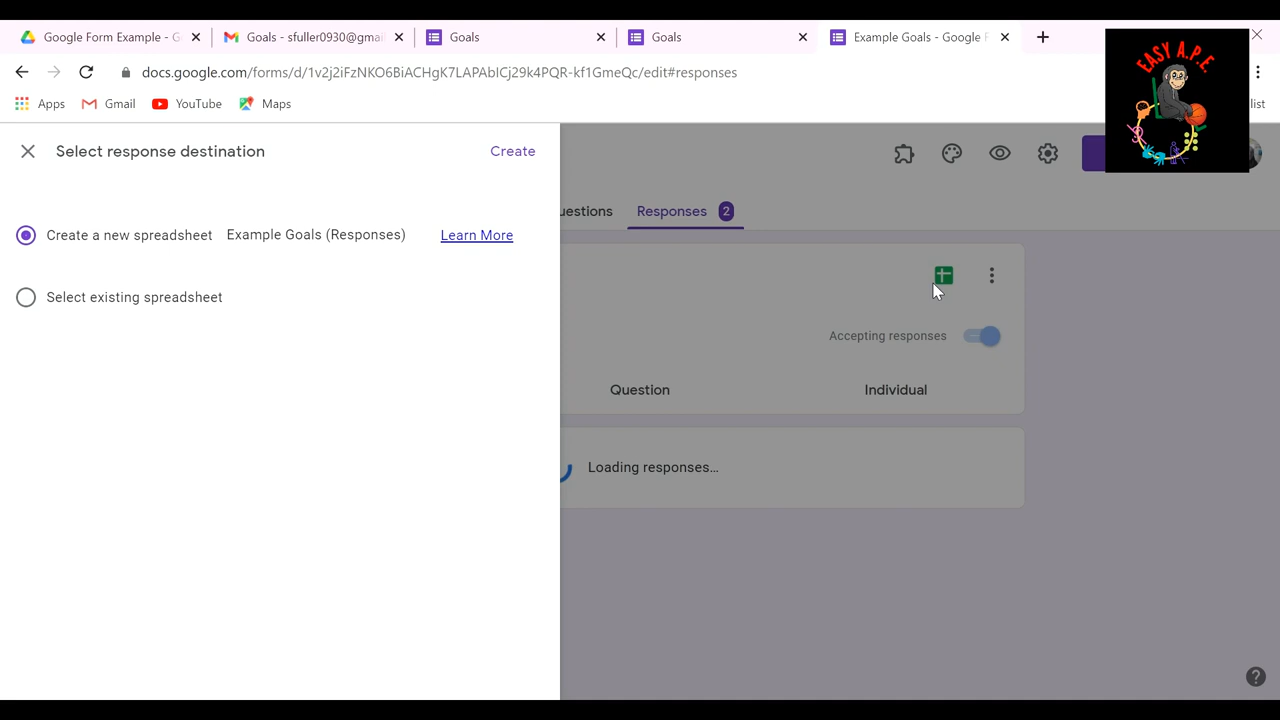 Google Form Example - G
Goals - sfuller0930@gmai
Goals
Goals
Example Goals - Google F
docs.google.com/forms/d/1v2j2iFzNKO6BiACHgK7LAPAbICj29k4PQR-kf1GmeQc/edit#responses
Apps
Gmail
YouTube
Maps
list
EASY A.P.E.
Select response destination
Create
Create a new spreadsheet
Example Goals (Responses)
Learn More
Select existing spreadsheet
uestions
Responses
2
Accepting responses
Question
Individual
Loading responses...